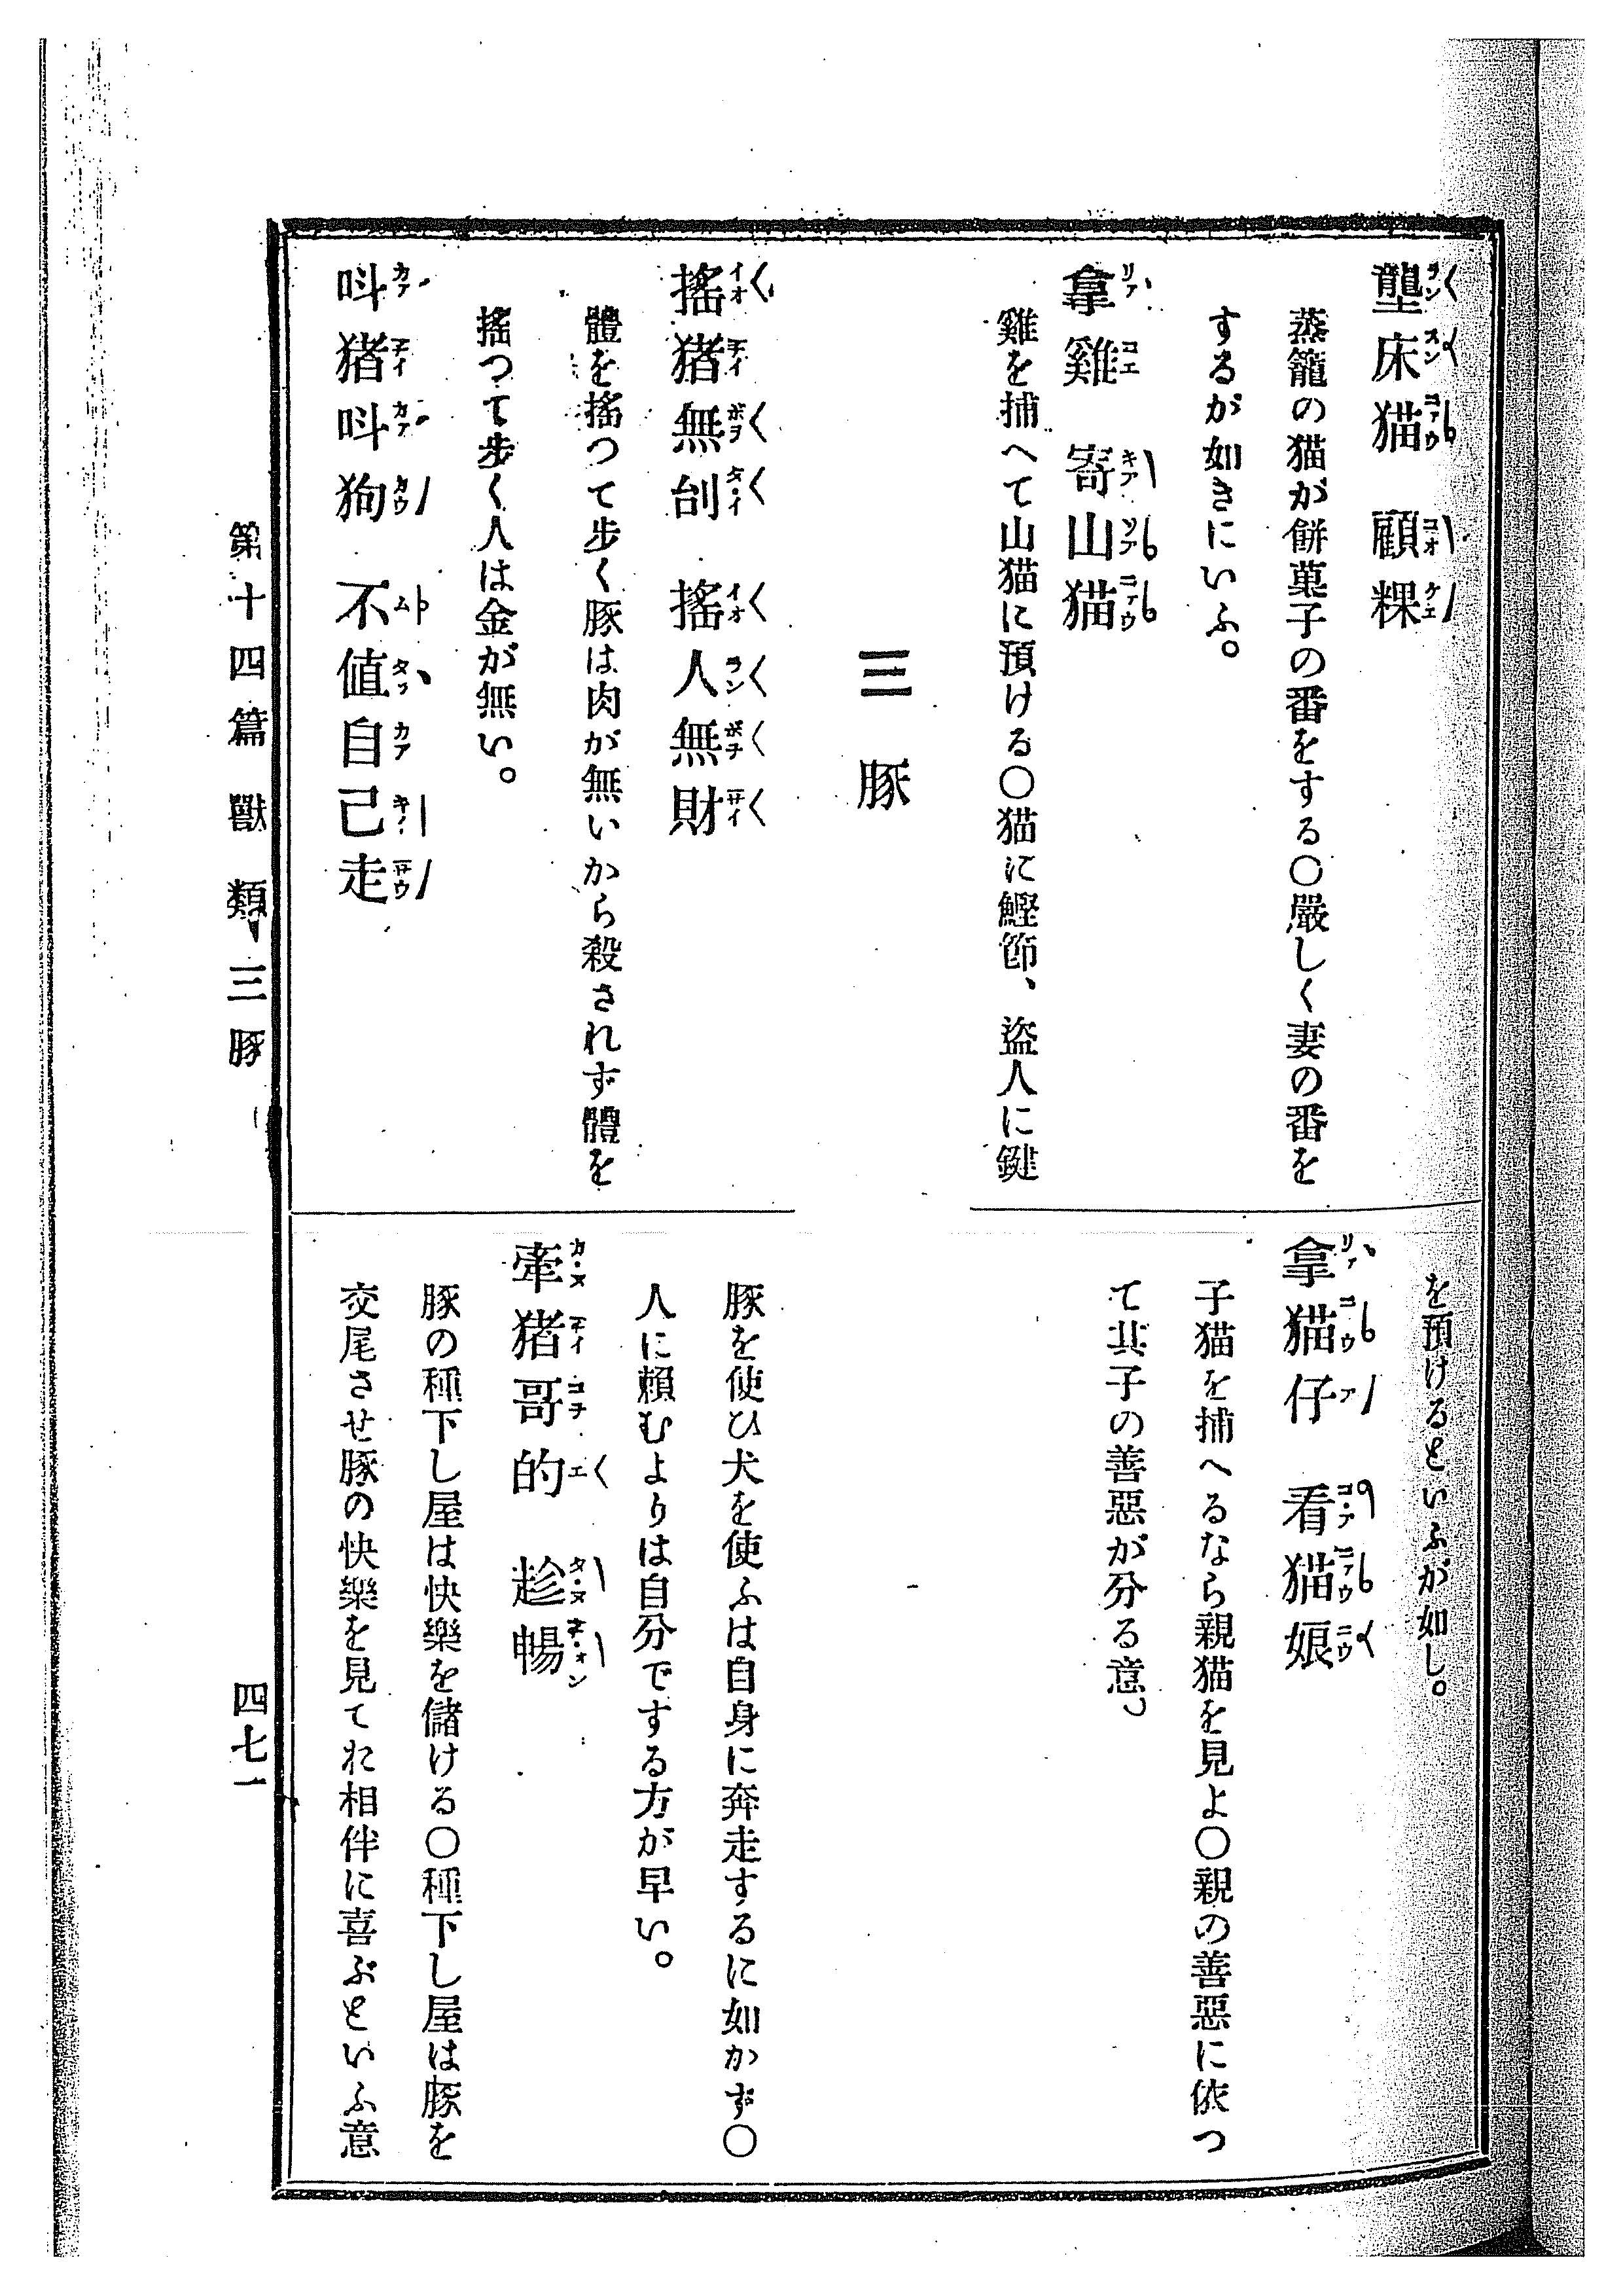 壟床猫　顧粿
蒸籠の猫が餠菓子の番をする〇嚴しく妻の番を
するが如きにいふ。
拿雞　寄山猫
雞を捕へて山猫に預ける〇猫に鰹節、盜人に鍵
を預けるといふが如し。
拿猫仔　看猫娘
子猫を捕へるなら親猫を見よ〇親の善惡に依つ
て其子の善惡が分る意。
三　豚
搖猪無刣　搖人無財
體を搖つて步く豚は肉が無いから殺されず體を
搖つて步く人は金が無い。
呌猪呌狗　不値自己走
豚を使ひ犬を使ふは自身に奔走するに如かず〇
人に賴むよりは自分でする方が早い。
牽猪哥的　趁暢
豚の種下し屋は快樂を儲ける〇種下し屋は豚を
交尾させ豚の快樂を見てれ相伴に喜ぶといふ意
第十四篇　獸類　三豚
四七一